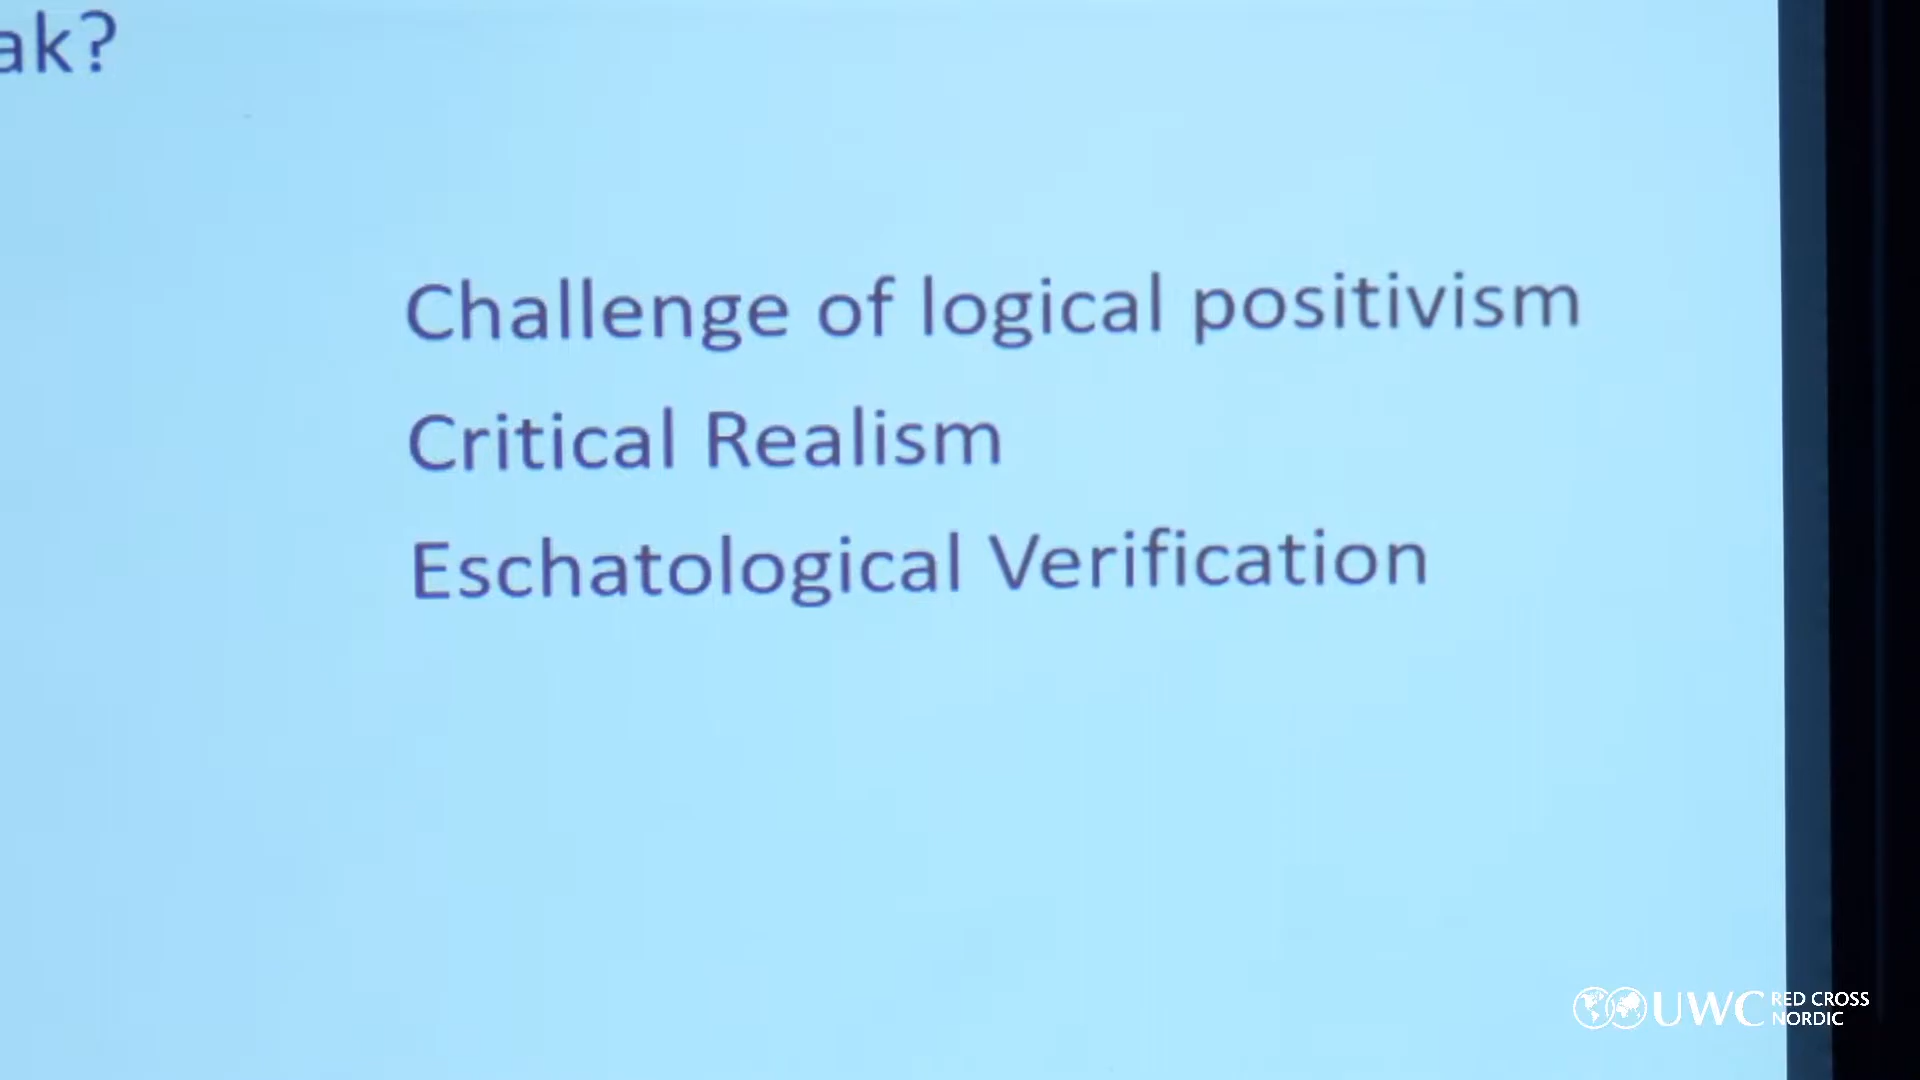 ak?
Challenge of logical positivism
Critical Realism
Eschatological Verification
UWC RED CROSS
NORDIC